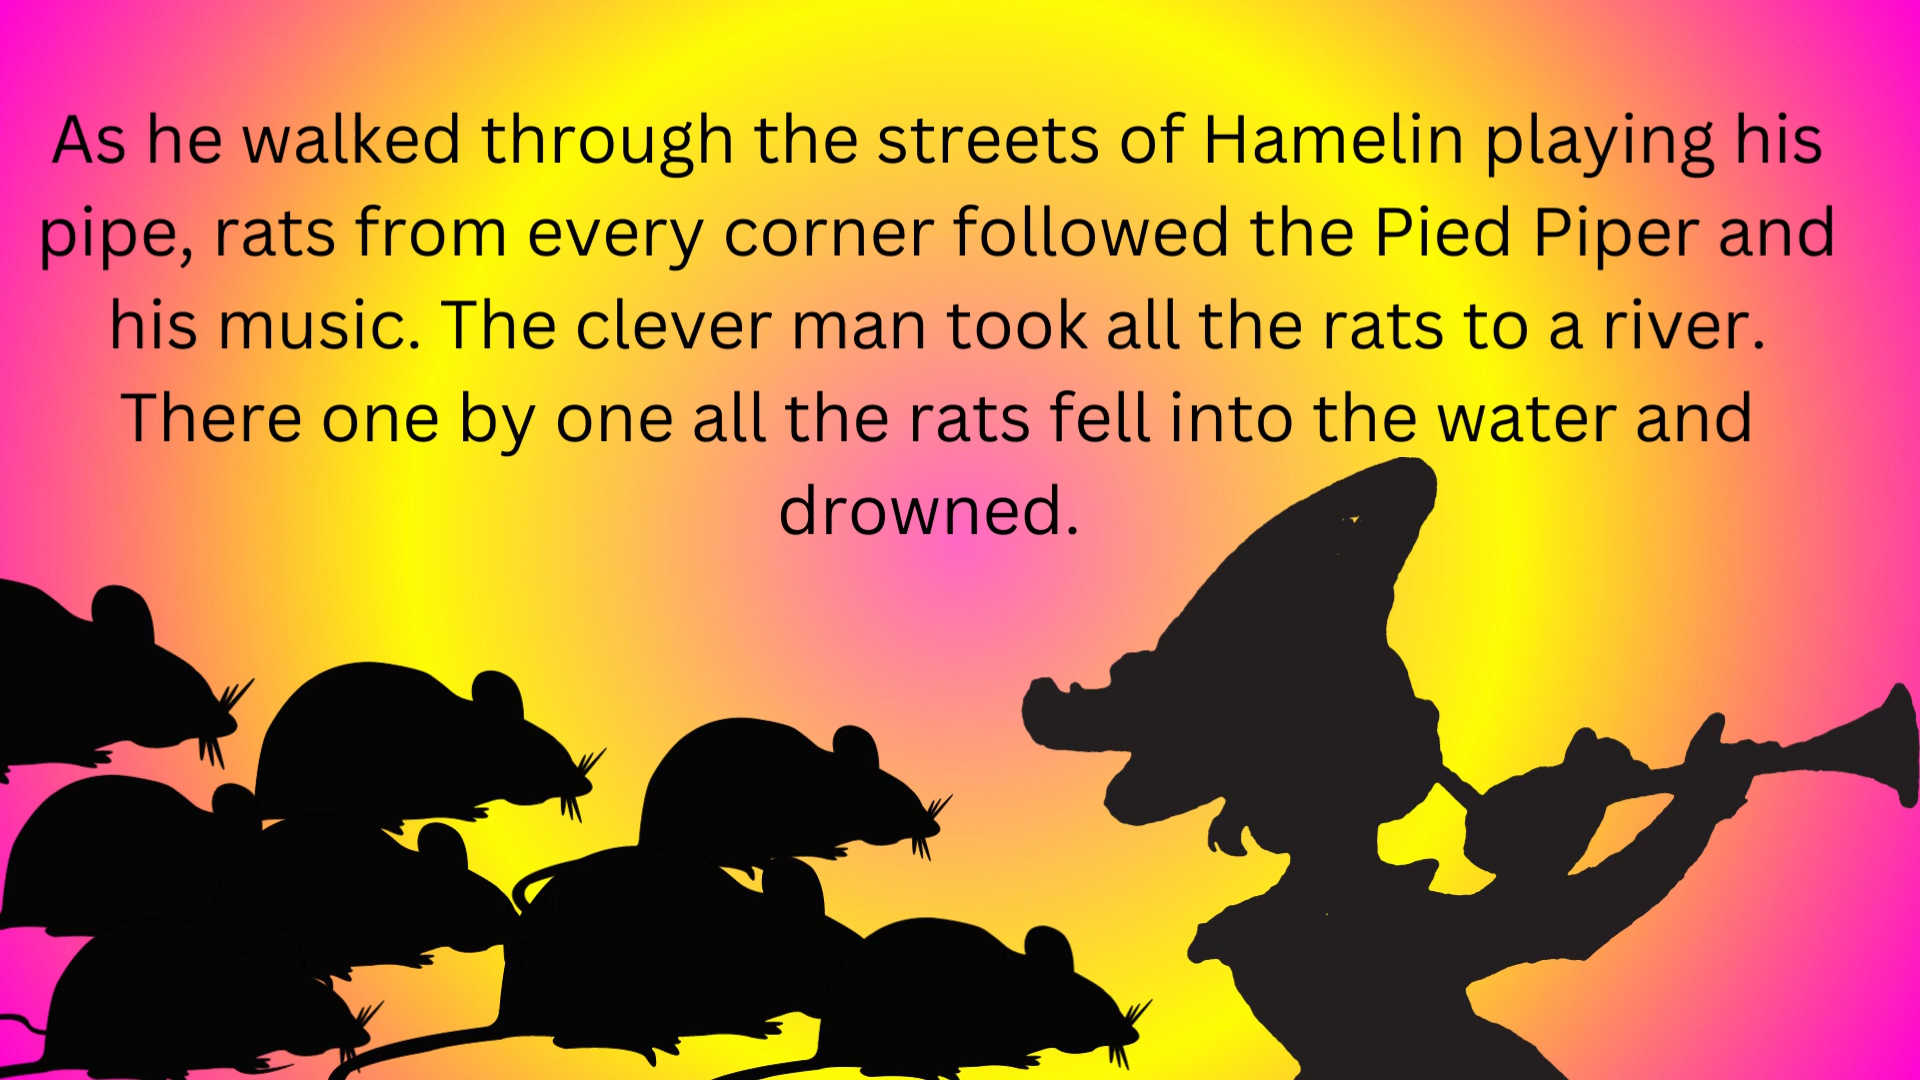 As he walked through the streets of Hamelin playing his
pipe, rats from every corner followed the Pied Piper and
his music. The clever man took all the rats to a river.
There one by one all the rats fell into the water and
drowned.